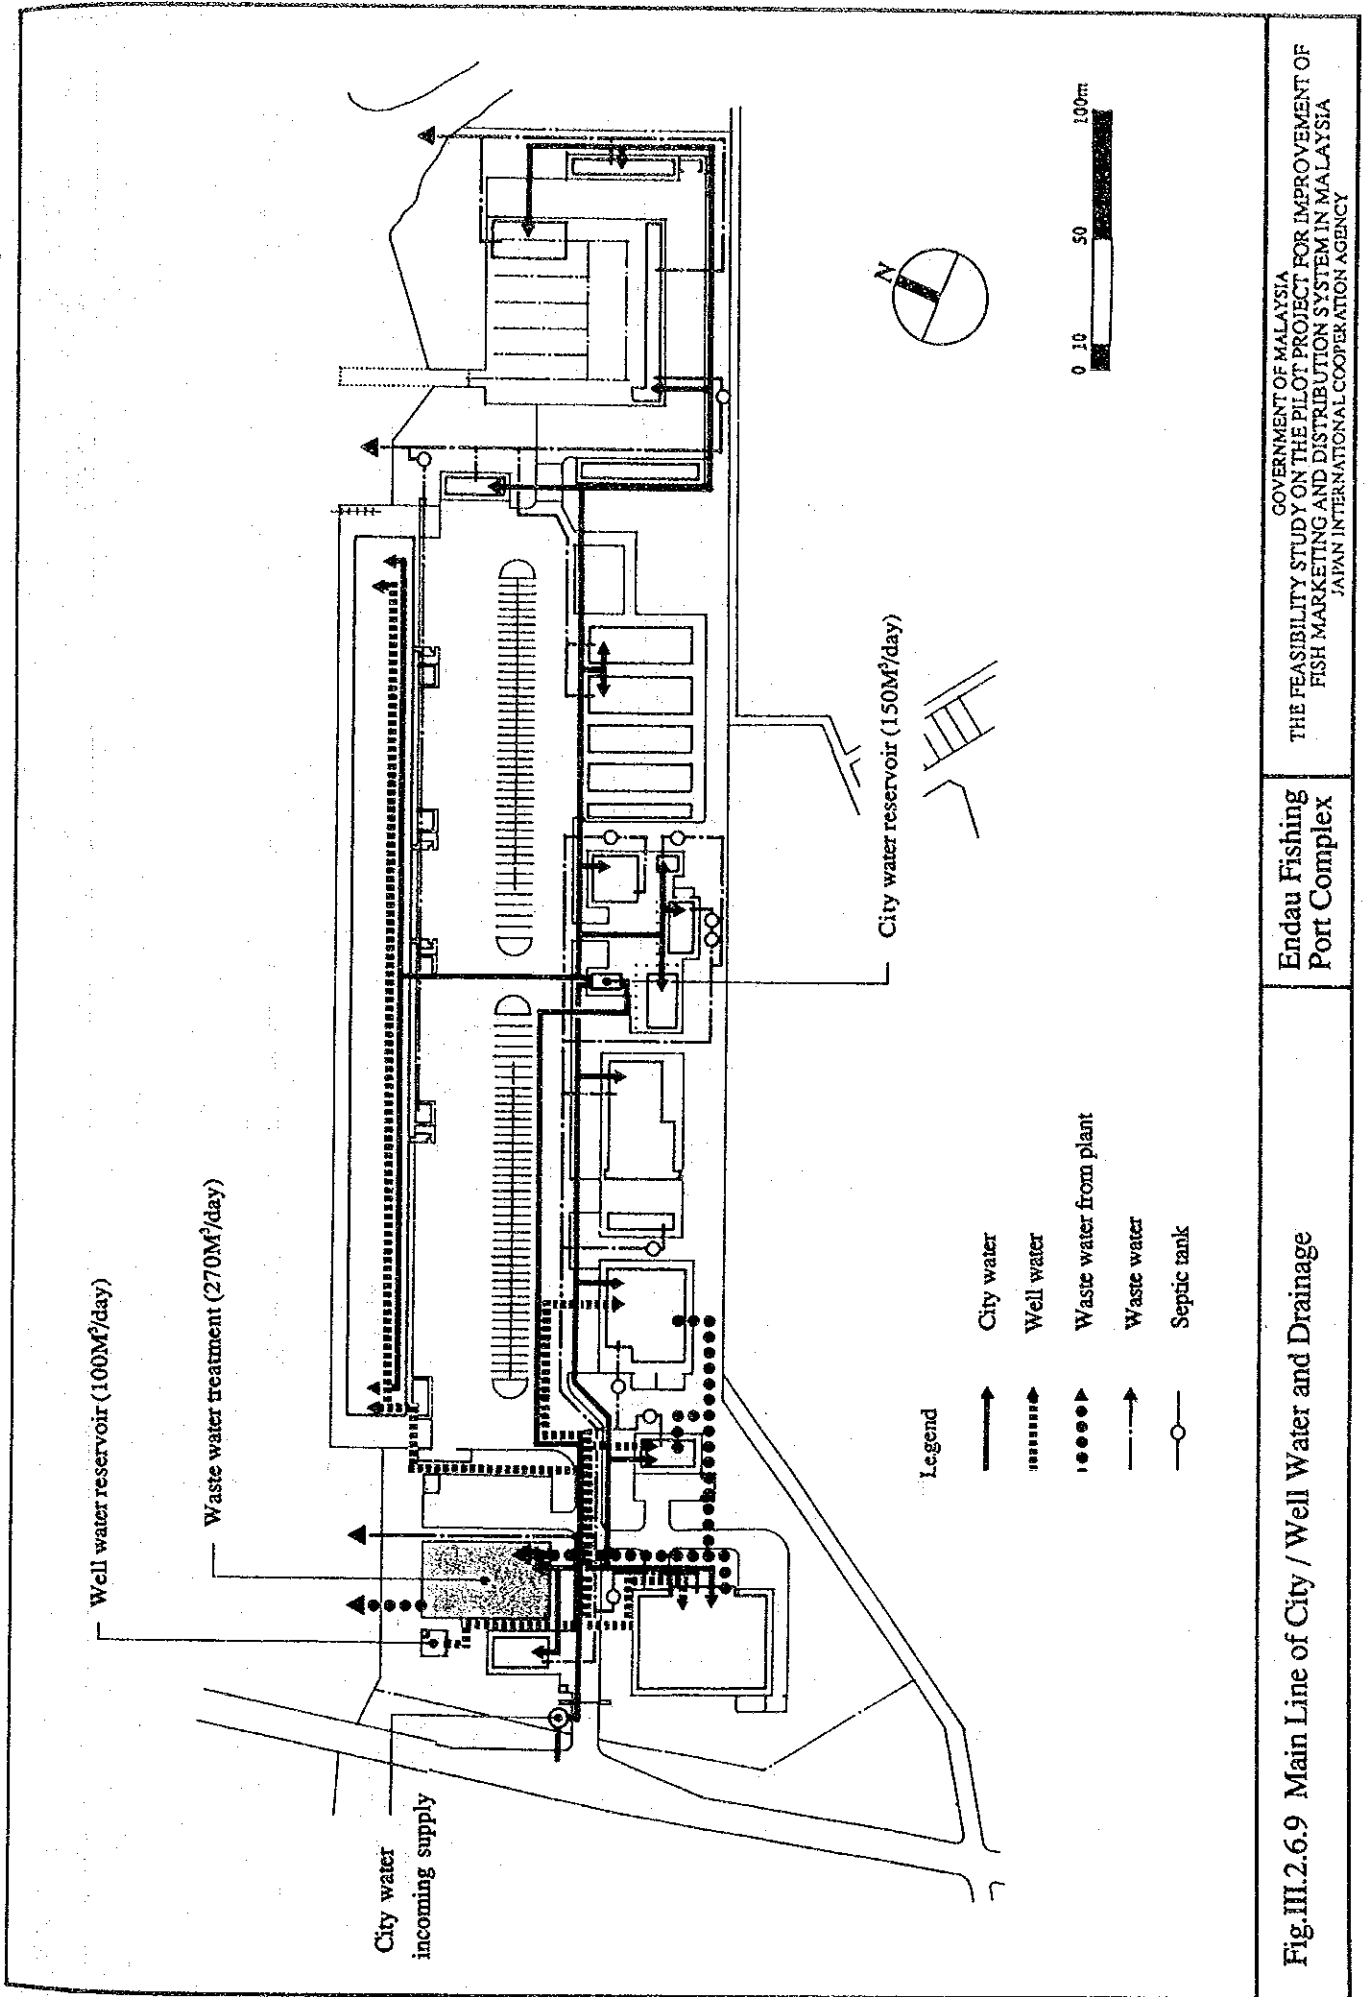 Well water reservoir (100M³/day)
Waste water treatment (270M³/day)
City water
incoming supply
City water reservoir (150M³/day)
N
0 10 50 100m
Legend
City water
Well water
Waste water from plant
Waste water
Septic tank
Fig.III.2.6.9 Main Line of City / Well Water and Drainage
Endau Fishing
Port Complex
GOVERNMENT OF MALAYSIA
THE FEASIBILITY STUDY ON THE PILOT PROJECT FOR IMPROVEMENT OF
FISH MARKETING AND DISTRIBUTION SYSTEM IN MALAYSIA
JAPAN INTERNATIONAL COOPERATION AGENCY